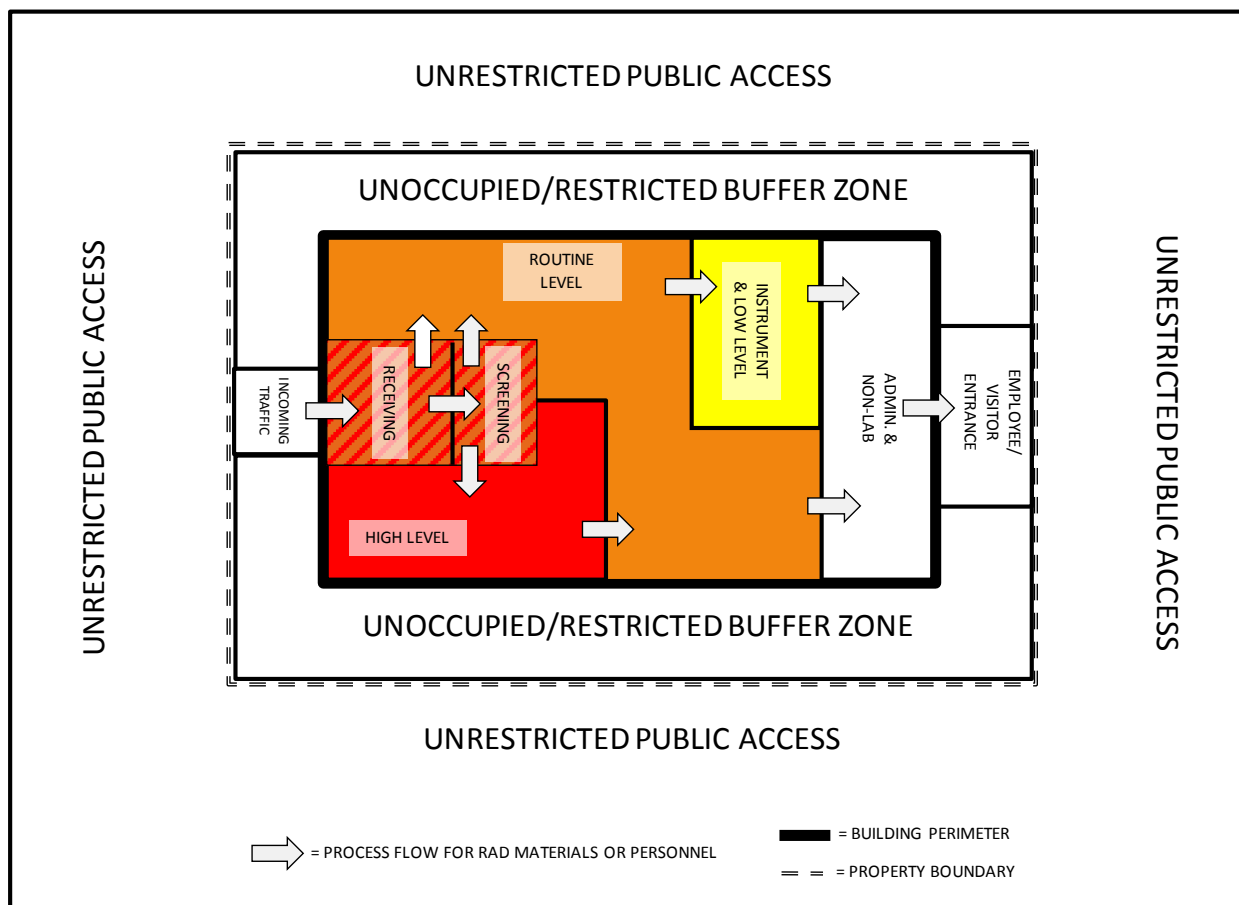 UNRESTRICTED PUBLIC ACCESS
UNRESTRICTED PUBLIC ACCESS
UNOCCUPIED/RESTRICTED BUFFER ZONE
ROUTINE
LEVEL
INSTRUMENT
& LOW LEVEL
INCOMING
TRAFFIC
RECEIVING
SCREENING
ADMIN. &
NON-LAB
EMPLOYEE/
VISITOR
ENTRANCE
UNRESTRICTED PUBLIC ACCESS
HIGH LEVEL
UNOCCUPIED/RESTRICTED BUFFER ZONE
UNRESTRICTED PUBLIC ACCESS
= PROCESS FLOW FOR RAD MATERIALS OR PERSONNEL
= BUILDING PERIMETER
= PROPERTY BOUNDARY